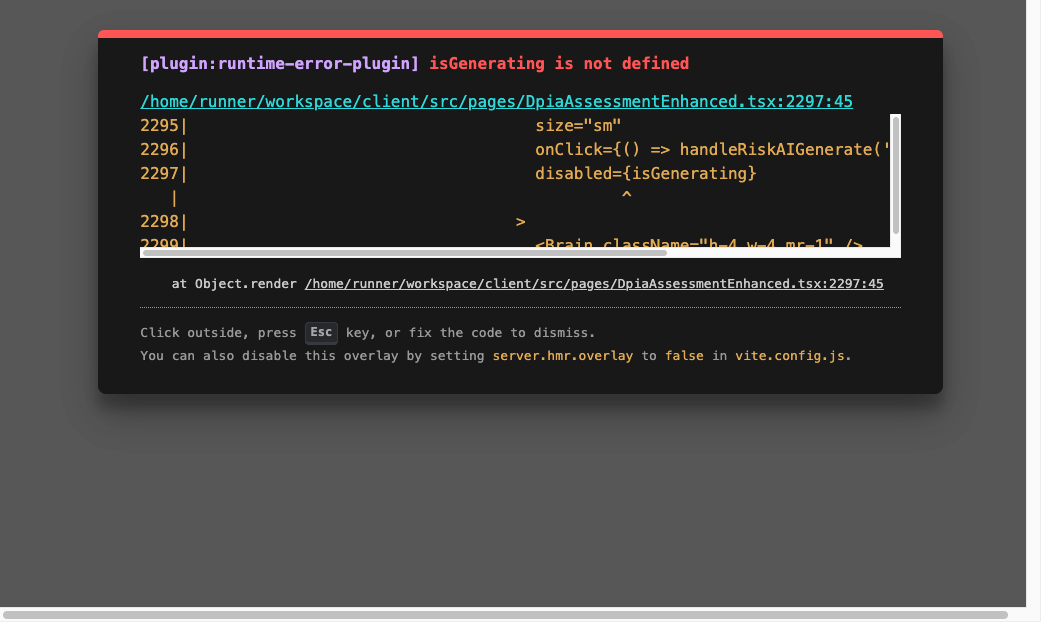 [plugin:runtime-error-plugin] isGenerating is not defined
/home/runner/workspace/client/src/pages/DpiaAssessmentEnhanced.tsx:2297:45
2295| size="sm"
2296| onClick={() => handleRiskAIGenerate('
2297| disabled={isGenerating}
| ^
2298| >
2299| <Brain className="h-4 w-4 mr-1" />
at Object.render /home/runner/workspace/client/src/pages/DpiaAssessmentEnhanced.tsx:2297:45
Click outside, press Esc key, or fix the code to dismiss.
You can also disable this overlay by setting server.hmr.overlay to false in vite.config.js.